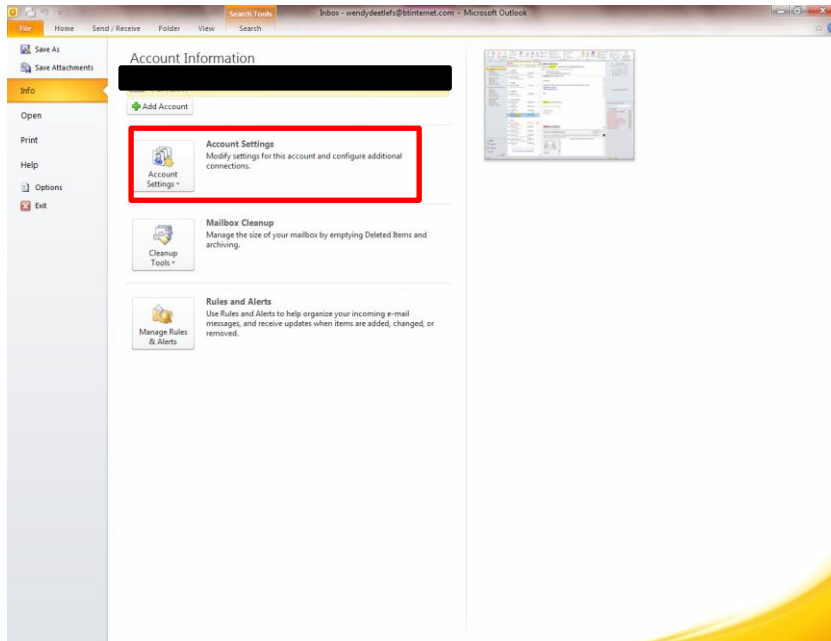 Search Tools
Inbox - wendydeetlefs@btinternet.com - Microsoft Outlook
File Home Send / Receive Folder View Search
Save As
Save Attachments
Info
Open
Print
Help
Options
Exit
Account Information
Add Account
Account Settings
Modify settings for this account and configure additional
connections.
Account
Settings
Mailbox Cleanup
Manage the size of your mailbox by emptying Deleted Items and
archiving.
Cleanup
Tools
Rules and Alerts
Use Rules and Alerts to help organize your incoming e-mail
messages, and receive updates when items are added, changed, or
removed.
Manage Rules
& Alerts